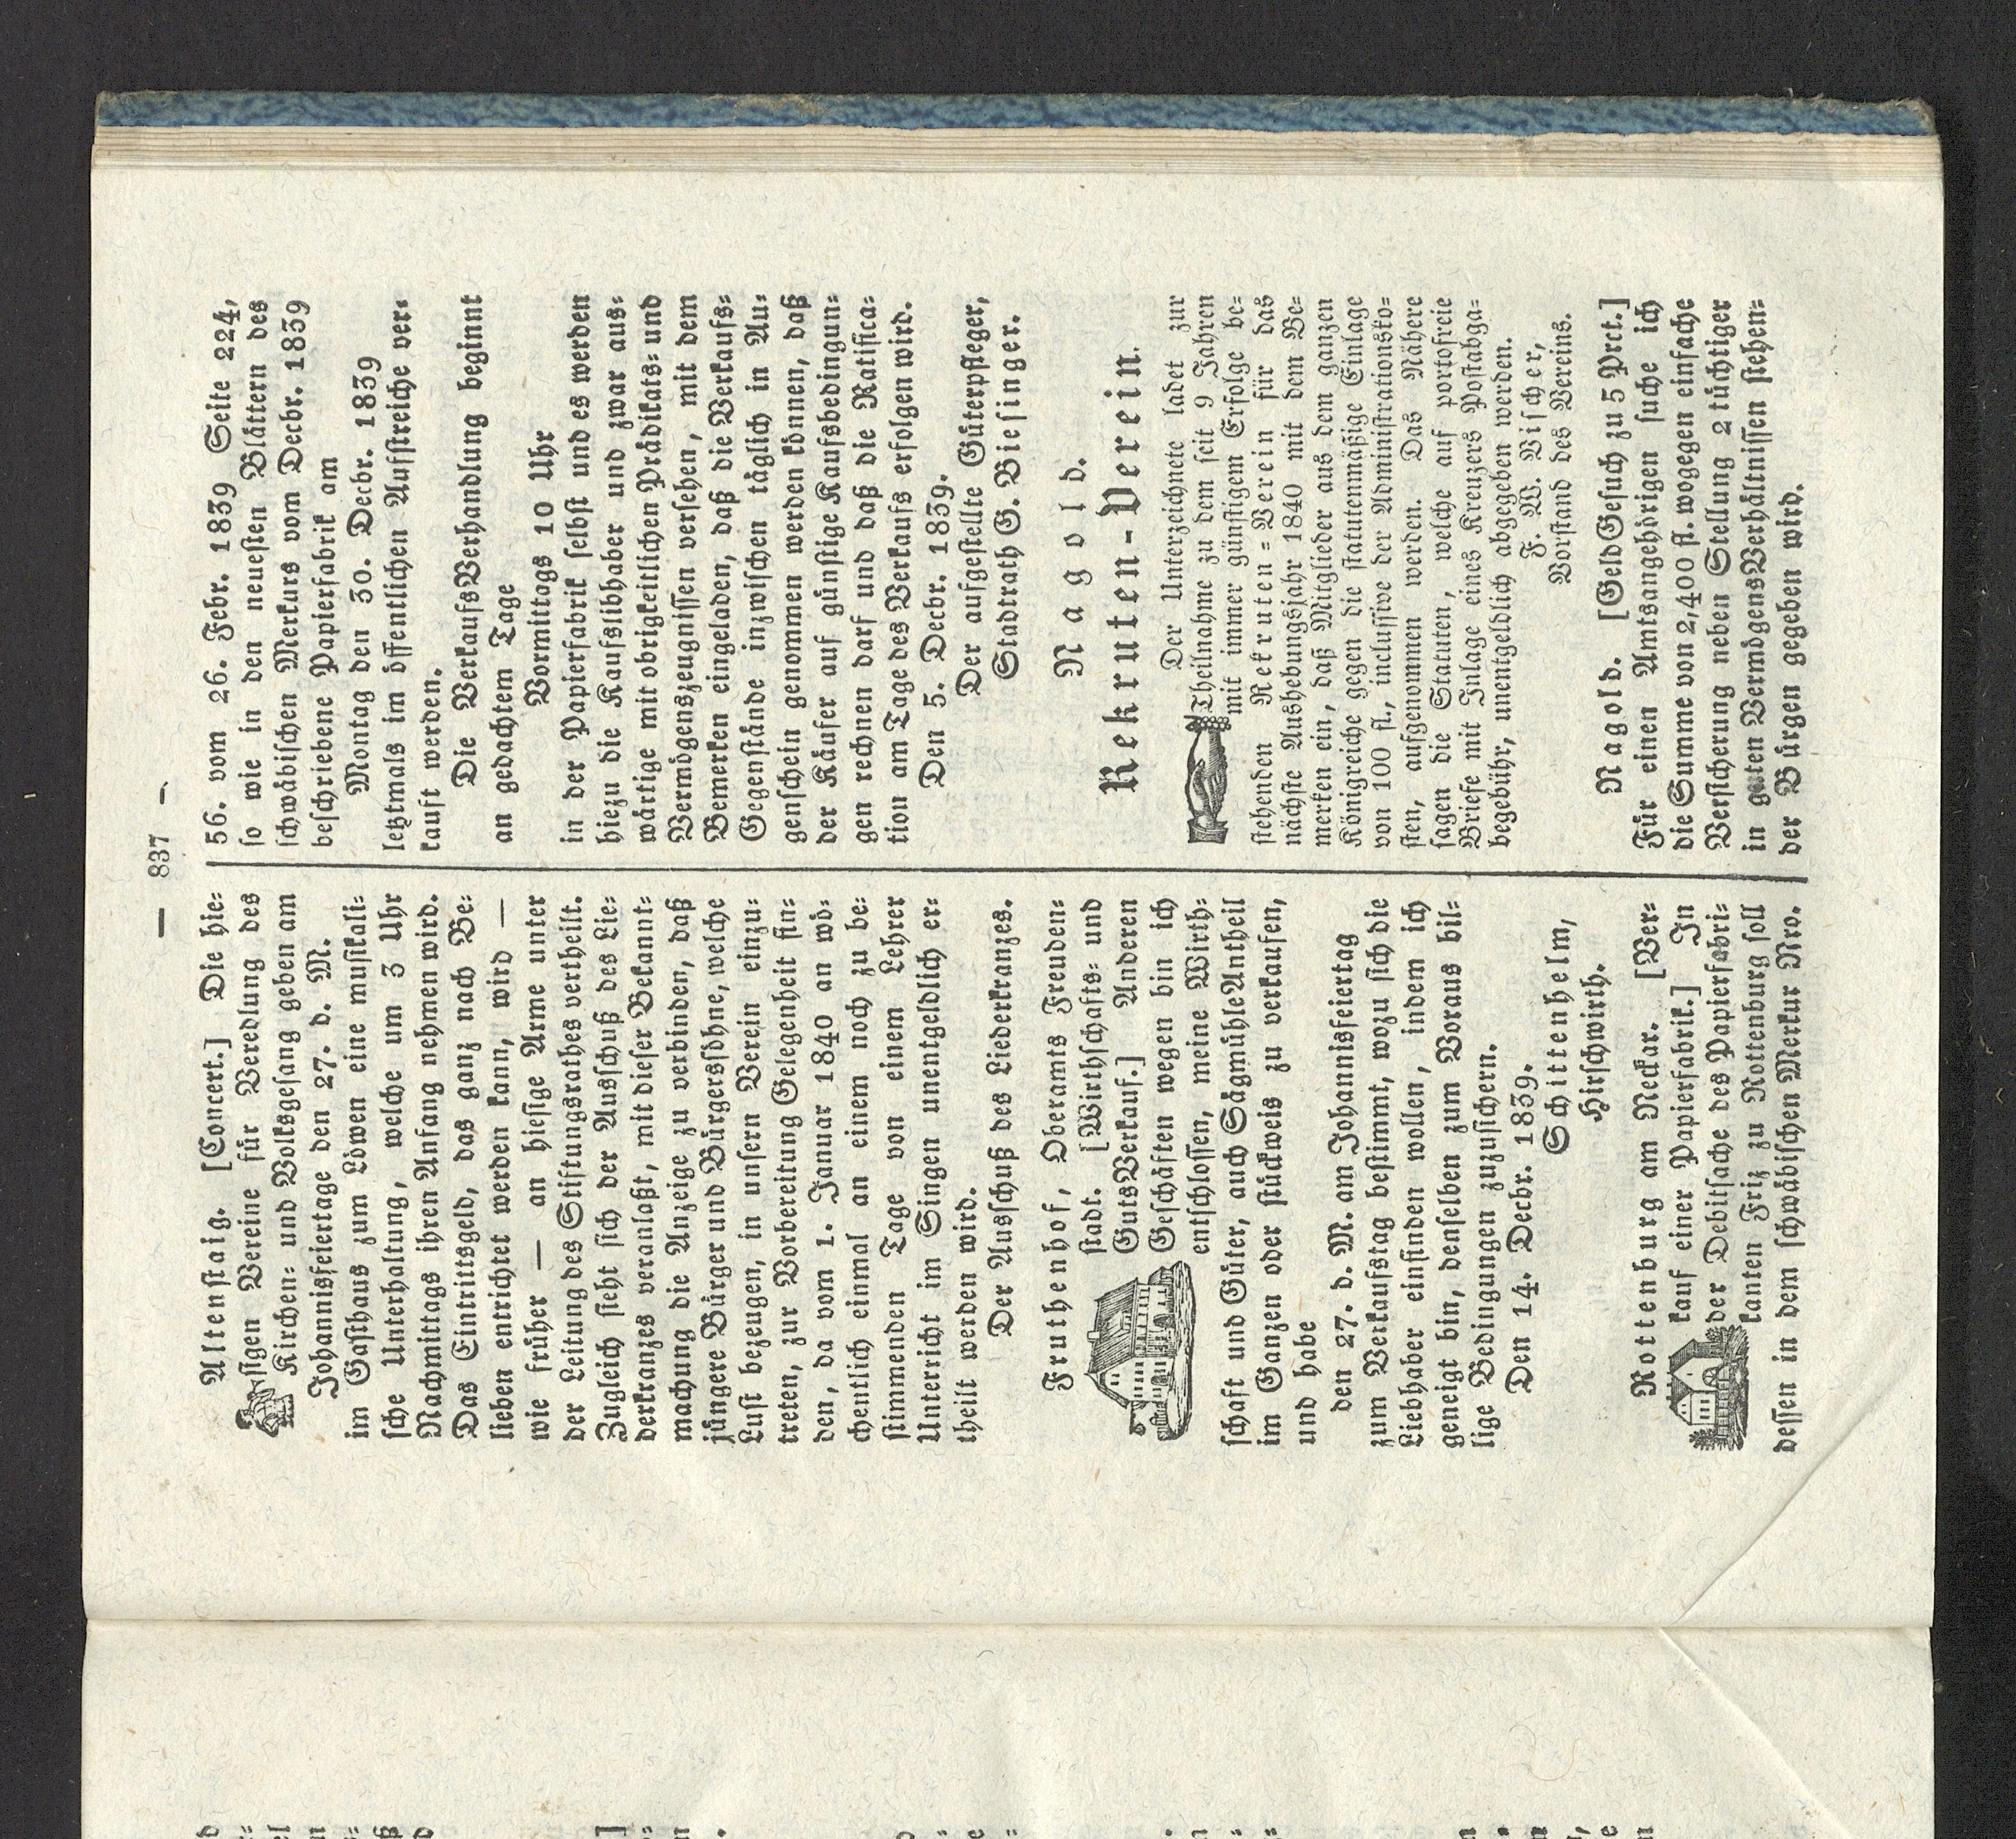 — 837 —
Altenstaig. [Concert.] Die hie-
sigen Vereine für Veredlung des
Kirchen- und Volksgesang geben am
Johannisfeiertage den 27. d. M.
im Gasthaus zum Löwen eine musikali-
sche Unterhaltung, welche um 3 Uhr
Nachmittags ihren Anfang nehmen wird.
Das Eintrittsgeld, das ganz nach Be-
lieben entrichtet werden kann, wird —
wie früher — an hiesige Arme unter
der Leitung des Stiftungsrathes vertheilt.
Zugleich sieht sich der Ausschuß des Lie-
derkranzes veranlaßt, mit dieser Bekannt-
machung die Anzeige zu verbinden, daß
jüngere Bürger und Bürgerssöhne, welche
Lust bezeugen, in unsern Verein einzu-
treten, zur Vorbereitung Gelegenheit fin-
den, da vom 1. Januar 1840 an wö-
chentlich einmal an einem noch zu be-
stimmenden Tage von einem Lehrer
Unterricht im Singen unentgeldlich er-
theilt werden wird.
Der Ausschuß des Liederkranzes.
Fruthenhof, Oberamts Freuden-
stadt. [Wirthschafts- und
GutsVerkauf.] Anderen
Geschäften wegen bin ich
entschlossen, meine Wirth-
schaft und Güter, auch SägmühleAntheil
im Ganzen oder stückweis zu verkaufen,
und habe
den 27. d. M. am Johannisfeiertag
zum Verkaufstag bestimmt, wozu sich die
Liebhaber einfinden wollen, indem ich
geneigt bin, denselben zum Voraus bil-
lige Bedingungen zuzusichern.
Den 14. Decbr. 1839.
Schittenhelm,
Hirschwirth.
Rottenburg am Neckar. [Ver-
kauf einer Papierfabrik.] In
der Debitsache des Papierfabri-
kanten Friz zu Rottenburg soll
dessen in dem schwäbischen Merkur Nro.
56. vom 26. Febr. 1839 Seite 224,
so wie in den neuesten Blättern des
schwäbischen Merkurs vom Decbr. 1839
beschriebene Papierfabrik am
Montag den 30. Decbr. 1839
letztmals im öffentlichen Aufstreiche ver-
kauft werden.
Die VerkaufsVerhandlung beginnt
an gedachtem Tage
Vormittags 10 Uhr
in der Papierfabrik selbst und es werden
hiezu die Kaufslibhaber und zwar aus-
wärtige mit obrigkeitlichen Prädikats- und
Vermögenszeugnissen versehen, mit dem
Bemerken eingeladen, daß die Verkaufs-
Gegenstände inzwischen täglich in Au-
genschein genommen werden können, daß
der Käufer auf günstige Kaufsbedingun-
gen rechnen darf und daß die Ratifica-
tion am Tage des Verkaufs erfolgen wird.
Den 5. Decbr. 1839.
Der aufgestellte Güterpfleger,
Stadtrath G. Biesinger.
Nagold.
Rekruten-Verein.
Der Unterzeichnete ladet zur
Theilnahme zu dem seit 9 Jahren
mit immer günstigem Erfolge be-
stehenden Rekruten-Verein für das
nächste Aushebungsjahr 1840 mit dem Be-
merken ein, daß Mitglieder aus dem ganzen
Königreiche gegen die statutenmäßige Einlage
von 100 fl., inclusive der Administrationsko-
sten, aufgenommen werden. Das Nähere
sagen die Statuten, welche auf portofreie
Briefe mit Inlage eines Kreuzers Postabga-
begebühr, unentgeldlich abgegeben werden.
F. W. Vischer,
Vorstand des Vereins.
Nagold. [GeldGesuch zu 5 Prct.]
Für einen Amtsangehörigen suche ich
die Summe von 2,400 fl. wogegen einfache
Versicherung neben Stellung 2 tüchtiger
in guten VermögensVerhältnissen stehen-
der Bürgen gegeben wird.